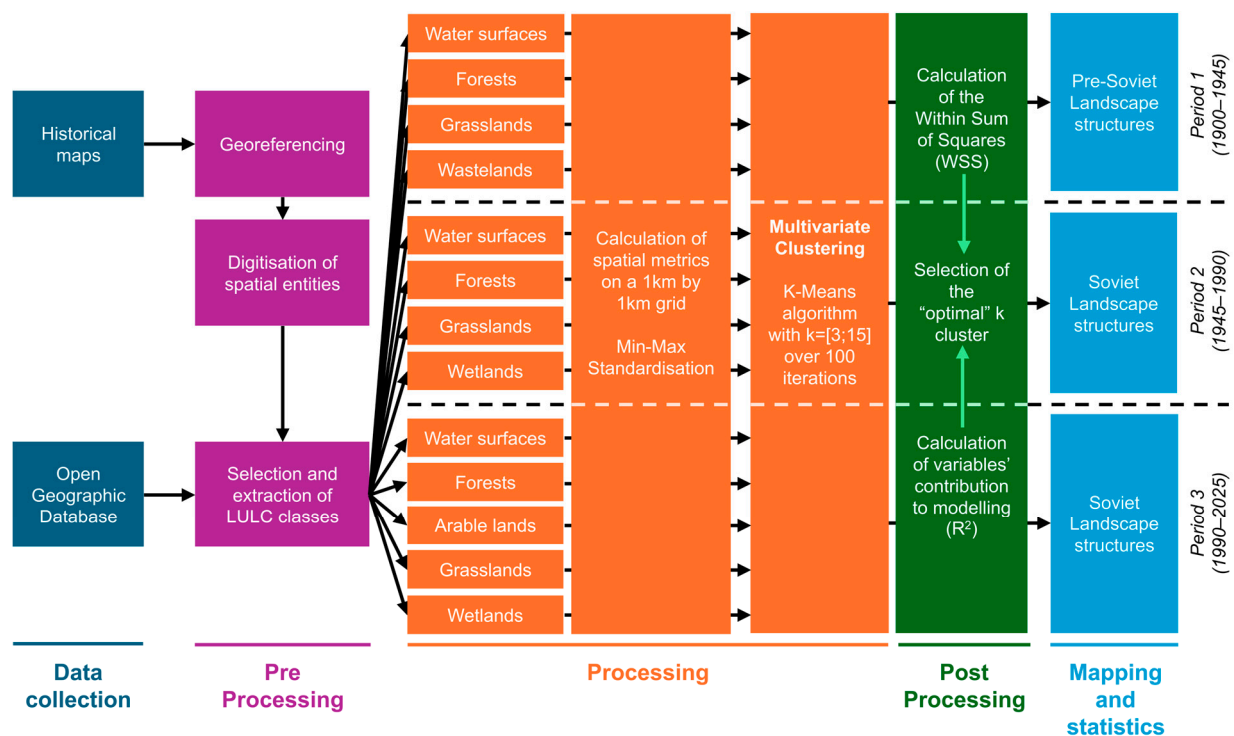 Historical
maps
Open
Geographic
Database
Data
collection
Georeferencing
Digitisation of
spatial entities
Selection and
extraction of
LULC classes
Pre
Processing
Water surfaces
Forests
Grasslands
Wastelands
Water surfaces
Forests
Grasslands
Wetlands
Water surfaces
Forests
Arable lands
Grasslands
Wetlands
Calculation of
spatial metrics
on a 1km by
1km grid
Min-Max
Standardisation
Multivariate
Clustering
K-Means
algorithm
with k=[3;15]
over 100
iterations
Processing
Calculation
of the
Within Sum
of Squares
(WSS)
Selection of
the
“optimal” k
cluster
Calculation
of variables’
contribution
to modelling
(R²)
Post
Processing
Pre-Soviet
Landscape
structures
Soviet
Landscape
structures
Soviet
Landscape
structures
Mapping
and
statistics
Period 1
(1900–1945)
Period 2
(1945–1990)
Period 3
(1990–2025)